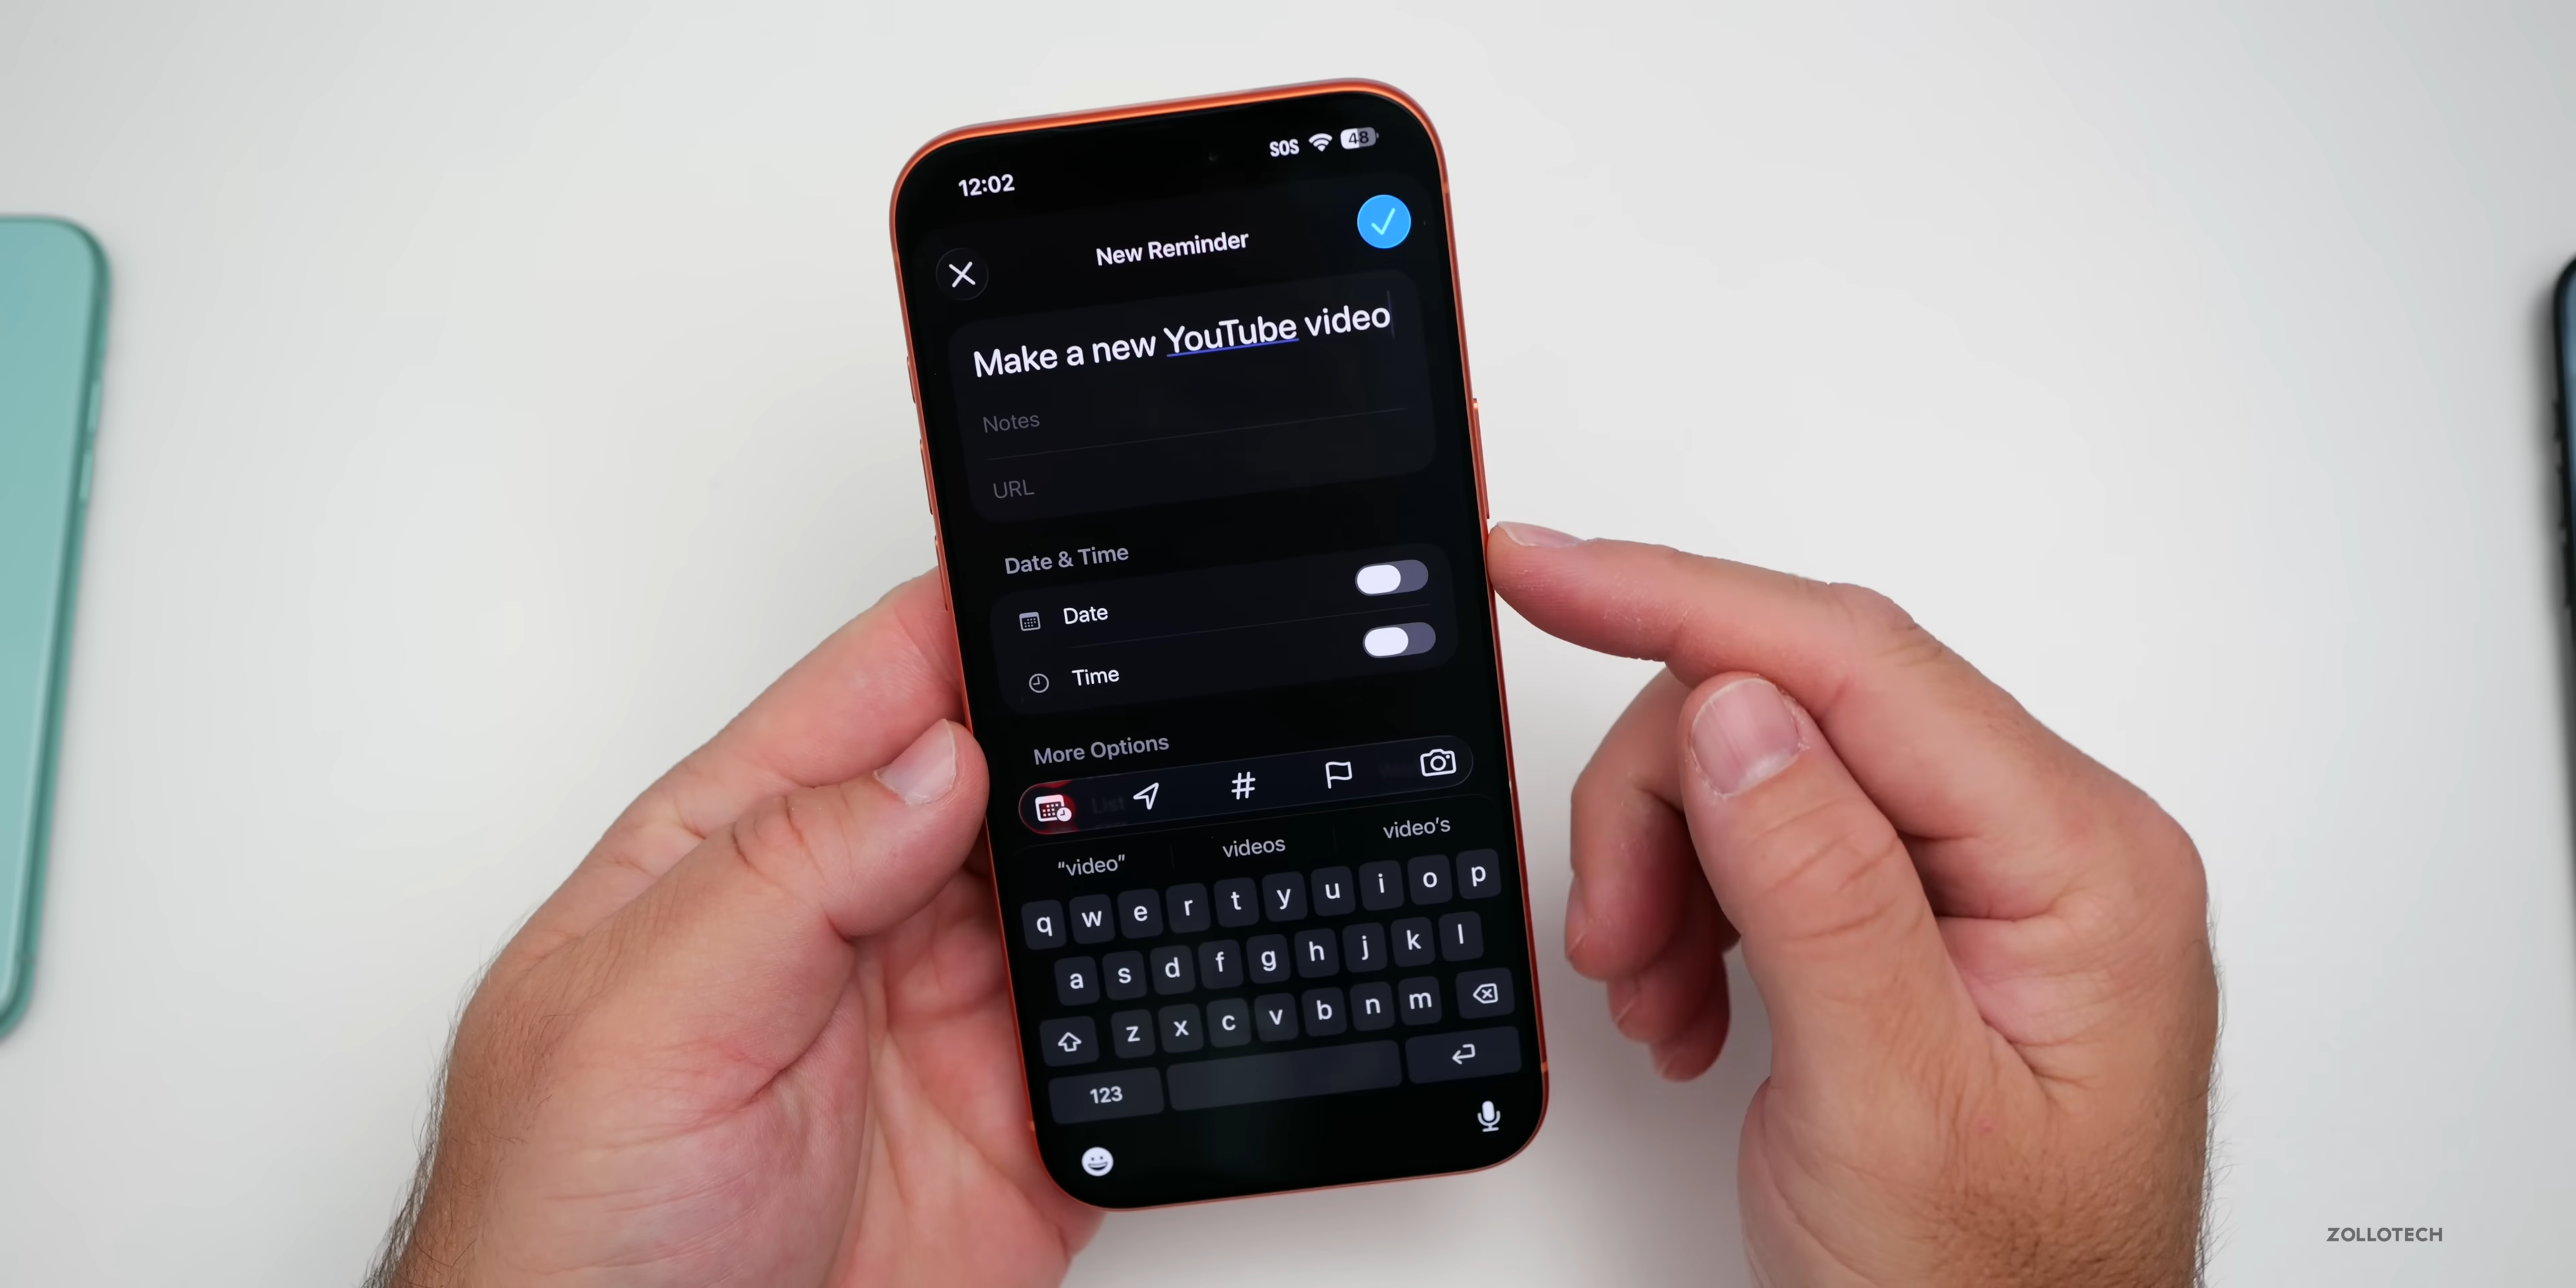 12:02
SOS
48
New Reminder
Make a new YouTube video
Notes
URL
Date & Time
Date
Time
More Options
List
#
"video"
videos
video's
q w e r t y u i o p
a s d f g h j k l
z x c v b n m
123
ZOLLOTECH